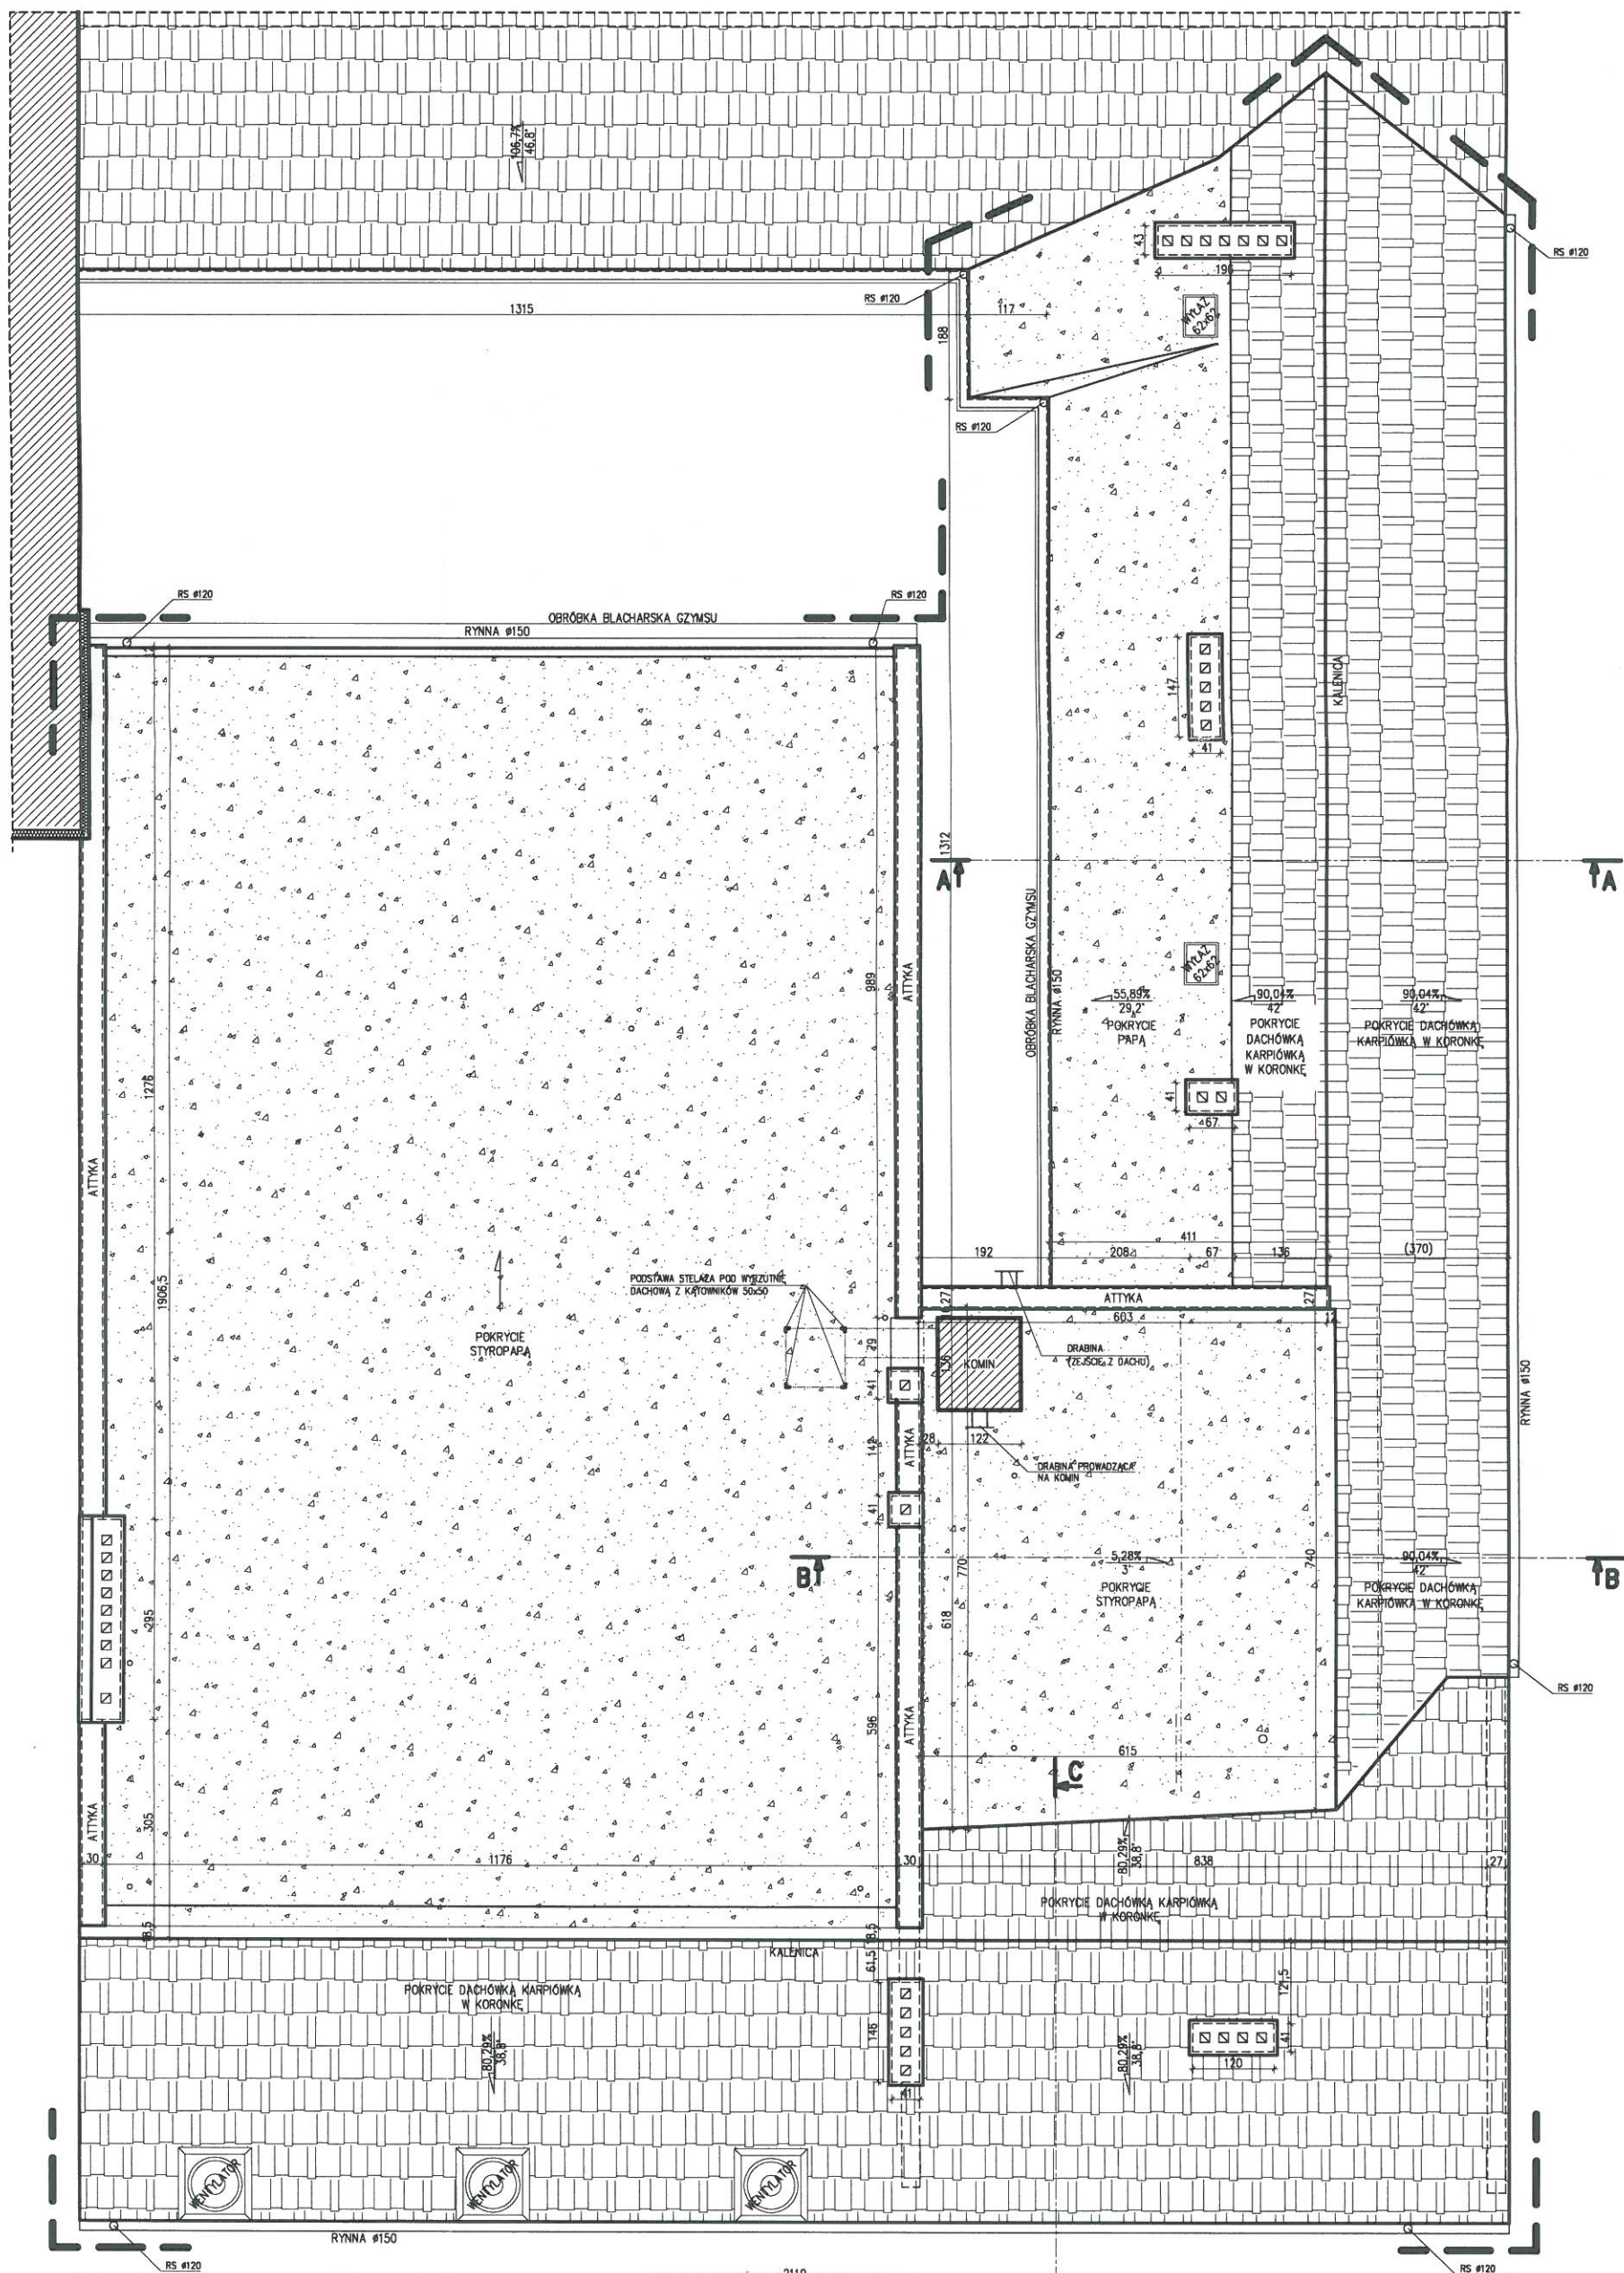 106,7%
46,8°
43
196
RS ø120
RS ø120
1315
117
WYŁAZ
62x62
188
RS ø120
RS ø120
RS ø120
OBRÓBKA BLACHARSKA GZYMSU
RYNNA ø150
12
147
41
KALENICA
1312
A
A
OBRÓBKA BLACHARSKA GZYMSU
RYNNA ø150
989
ATTYKA
WYŁAZ
62x62
55,89%
29,2°
POKRYCIE
PAPĄ
90,04%
42°
POKRYCIE
DACHÓWKĄ
KARPIÓWKĄ
W KORONKĘ
90,04%
42°
POKRYCIE DACHÓWKĄ
KARPIÓWKĄ W KORONKĘ
41
67
1276
ATTYKA
1906,5
192
411
208
67
136
(370)
PODSTAWA STELAŻA POD WYRZUTNIĘ
DACHOWĄ Z KĄTOWNIKÓW 50x50
27
ATTYKA
27
603
12
POKRYCIE
STYROPAPĄ
49
136
KOMIN
DRABINA
(ZEJŚCIE Z DACHU)
41
RYNNA ø150
142
ATTYKA
28
122
DRABINA PROWADZĄCA
NA KOMIN
41
B
B
5,28%
3°
POKRYCIE
STYROPAPĄ
770
740
90,04%
42°
POKRYCIE DACHÓWKĄ
KARPIÓWKĄ W KORONKĘ
295
618
RS ø120
596
ATTYKA
615
C
ATTYKA
305
30
1176
30
80,29%
38,8°
838
27
POKRYCIE DACHÓWKĄ KARPIÓWKĄ
W KORONKĘ
18,5
18,5
KALENICA
61,5
POKRYCIE DACHÓWKĄ KARPIÓWKĄ
W KORONKĘ
121,5
80,29%
38,8°
146
80,29%
38,8°
41
120
41
WENTYLATOR
WENTYLATOR
WENTYLATOR
RYNNA ø150
RS ø120
RS ø120
2110